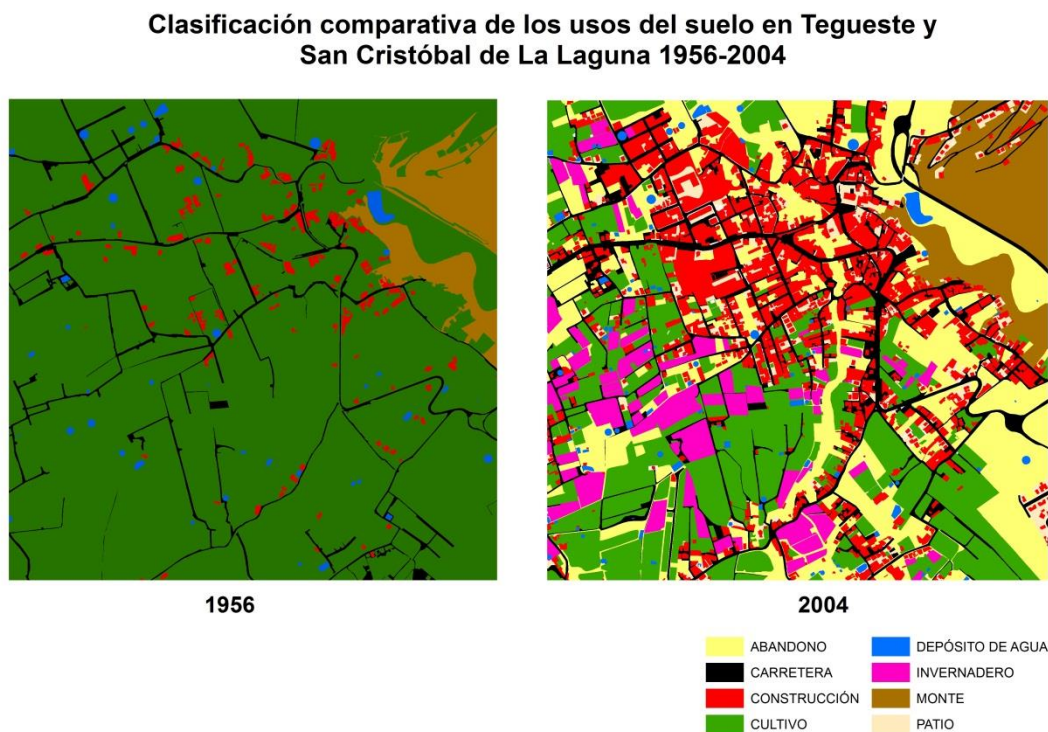 Clasificación comparativa de los usos del suelo en Tegueste y
San Cristóbal de La Laguna 1956-2004
1956
2004
ABANDONO
CARRETERA
CONSTRUCCIÓN
CULTIVO
DEPÓSITO DE AGUA
INVERNADERO
MONTE
PATIO